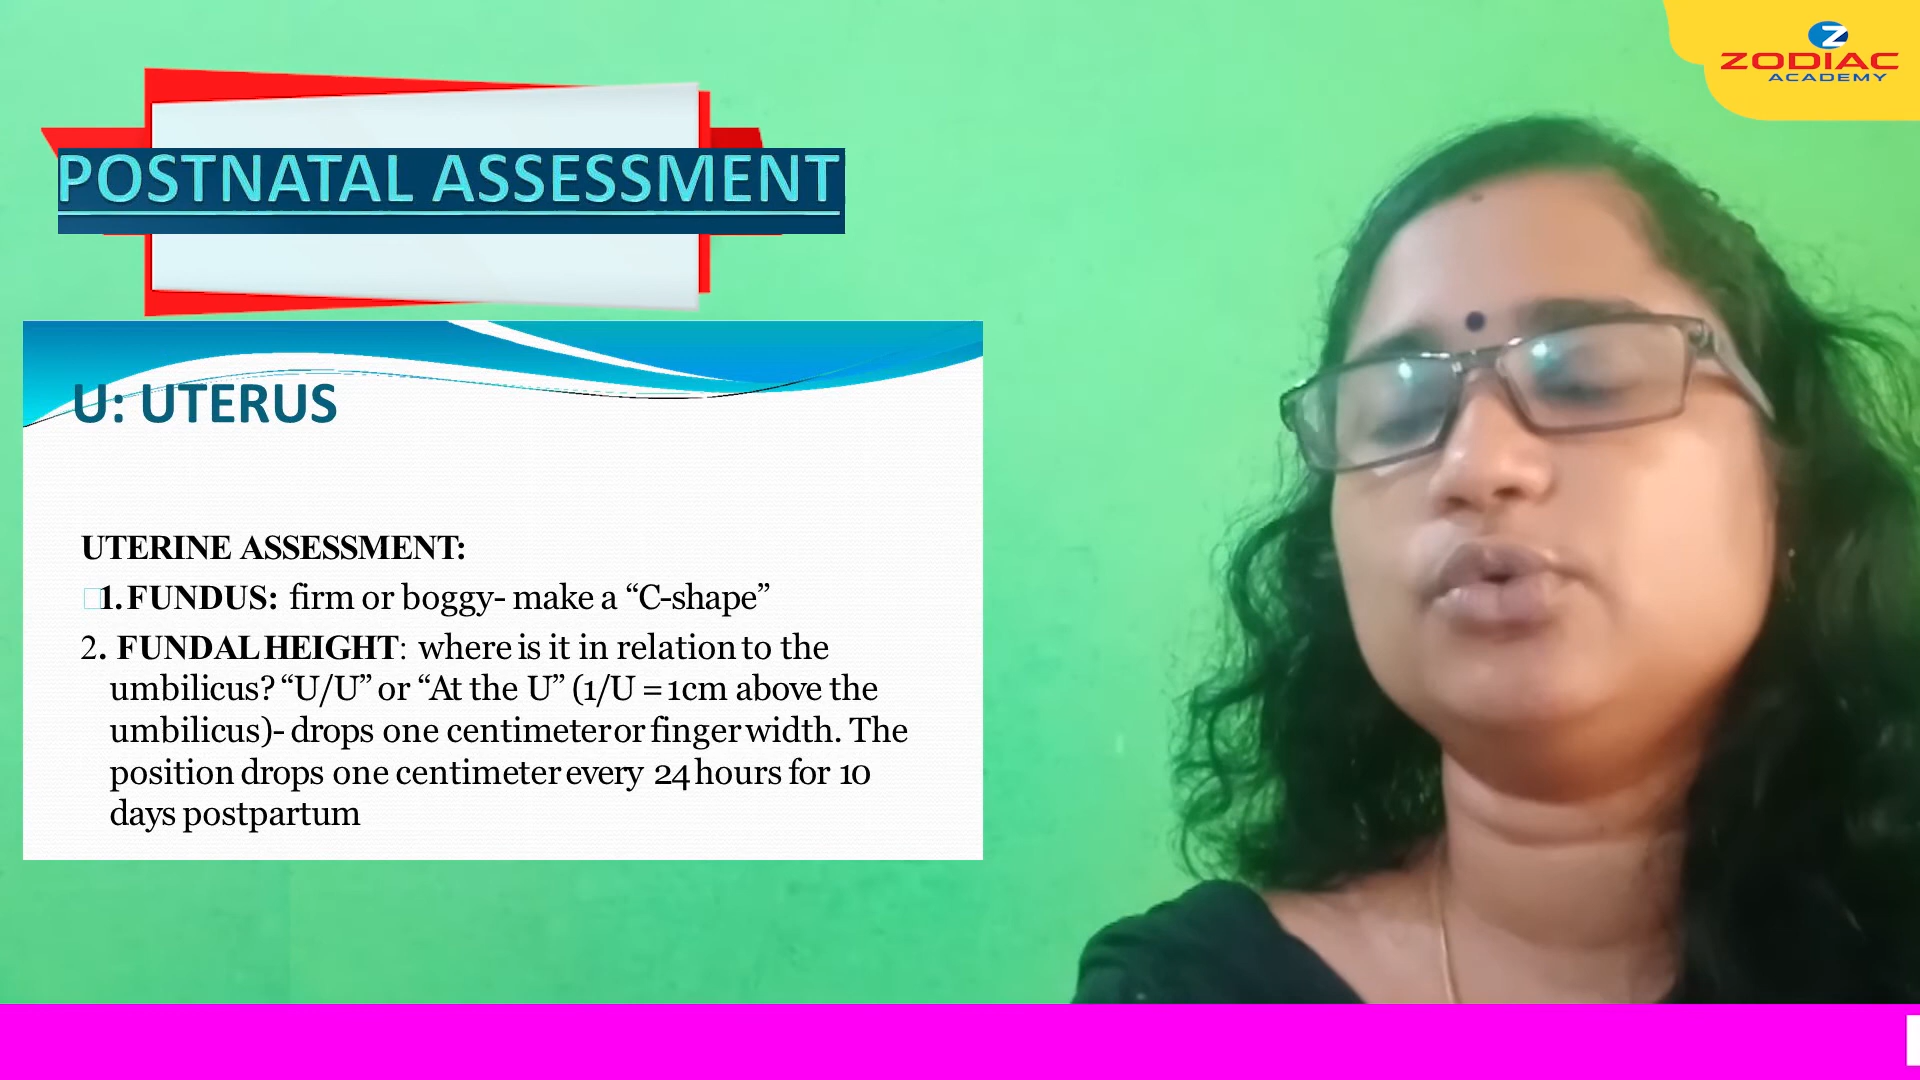 Z
ZODIAC
ACADEMY
POSTNATAL ASSESSMENT
U: UTERUS
UTERINE ASSESSMENT:
1. FUNDUS: firm or boggy- make a “C-shape”
2. FUNDAL HEIGHT: where is it in relation to the
umbilicus? “U/U” or “At the U” (1/U = 1cm above the
umbilicus)- drops one centimeter or finger width. The
position drops one centimeter every 24 hours for 10
days postpartum